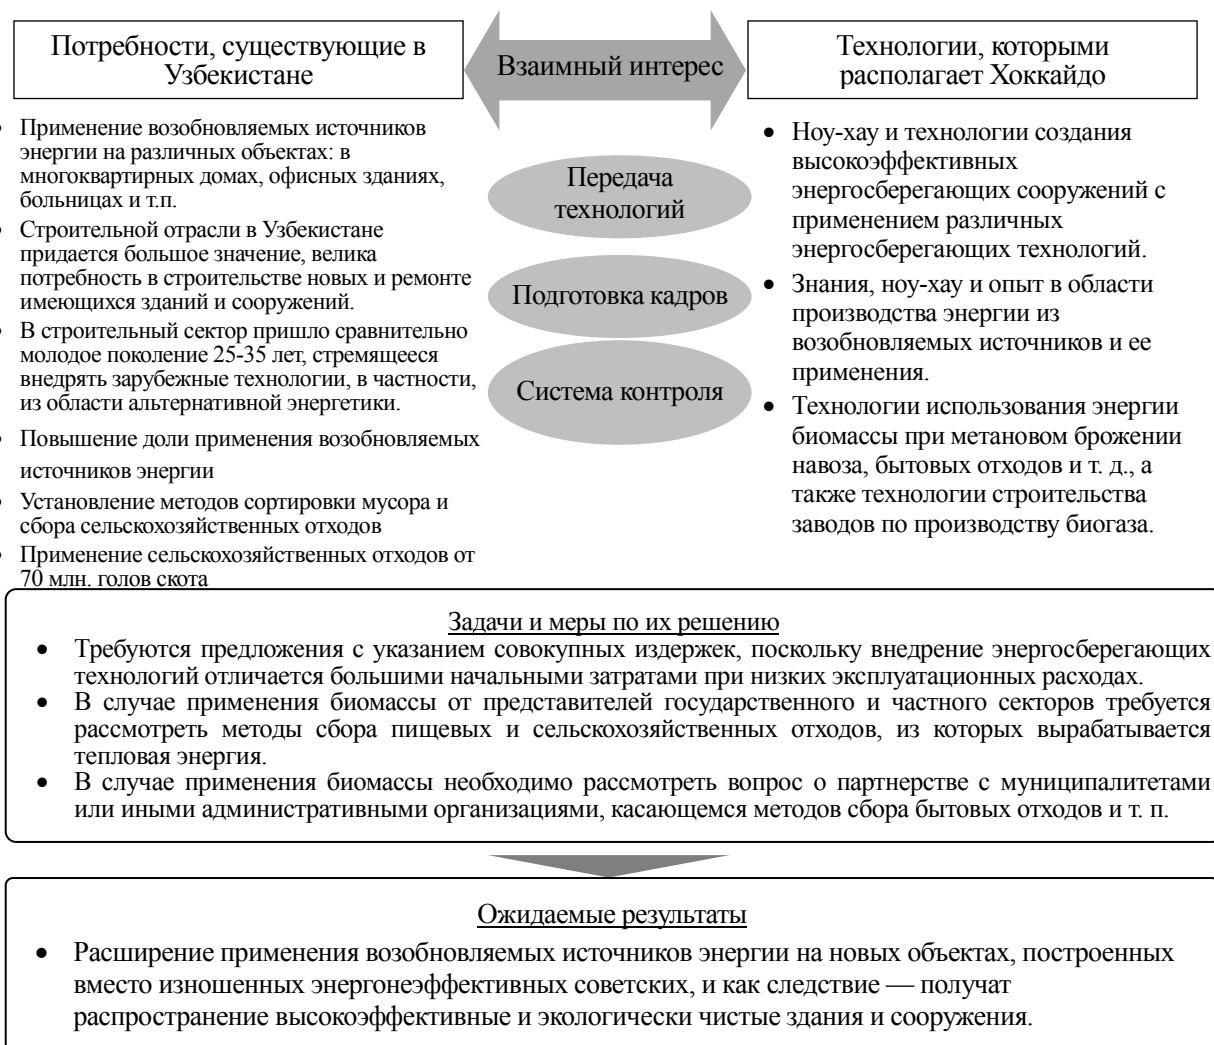 Потребности, существующие в
Узбекистане
Взаимный интерес
Технологии, которыми
располагает Хоккайдо
• Применение возобновляемых источников
энергии на различных объектах: в
многоквартирных домах, офисных зданиях,
больницах и т.п.
• Строительной отрасли в Узбекистане
придается большое значение, велика
потребность в строительстве новых и ремонте
имеющихся зданий и сооружений.
• В строительный сектор пришло сравнительно
молодое поколение 25-35 лет, стремящееся
внедрять зарубежные технологии, в частности,
из области альтернативной энергетики.
• Повышение доли применения возобновляемых
источников энергии
• Установление методов сортировки мусора и
сбора сельскохозяйственных отходов
• Применение сельскохозяйственных отходов от
70 млн. голов скота
Передача
технологий
Подготовка кадров
Система контроля
• Ноу-хау и технологии создания
высокоэффективных
энергосберегающих сооружений с
применением различных
энергосберегающих технологий.
• Знания, ноу-хау и опыт в области
производства энергии из
возобновляемых источников и ее
применения.
• Технологии использования энергии
биомассы при метановом брожении
навоза, бытовых отходов и т. д., а
также технологии строительства
заводов по производству биогаза.
Задачи и меры по их решению
• Требуются предложения с указанием совокупных издержек, поскольку внедрение энергосберегающих
технологий отличается большими начальными затратами при низких эксплуатационных расходах.
• В случае применения биомассы от представителей государственного и частного секторов требуется
рассмотреть методы сбора пищевых и сельскохозяйственных отходов, из которых вырабатывается
тепловая энергия.
• В случае применения биомассы необходимо рассмотреть вопрос о партнерстве с муниципалитетами
или иными административными организациями, касающемся методов сбора бытовых отходов и т. п.
Ожидаемые результаты
• Расширение применения возобновляемых источников энергии на новых объектах, построенных
вместо изношенных энергонеэффективных советских, и как следствие — получат
распространение высокоэффективные и экологически чистые здания и сооружения.